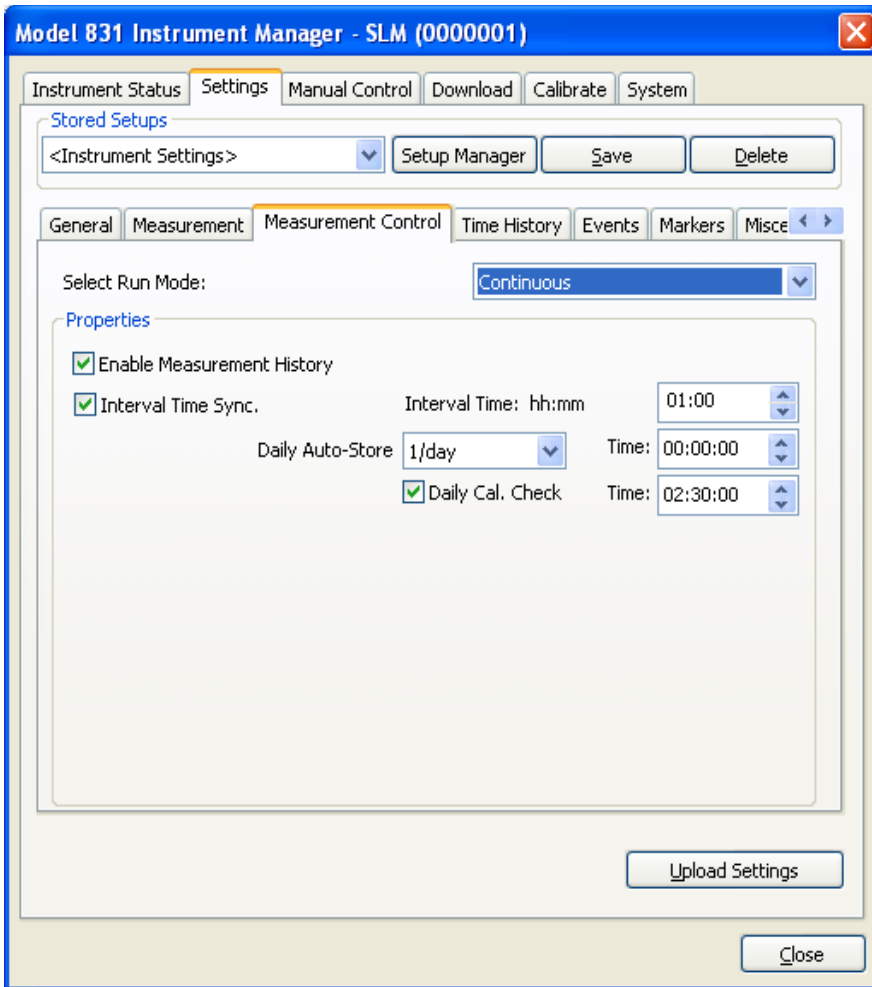 Model 831 Instrument Manager - SLM (0000001)
Instrument Status Settings Manual Control Download Calibrate System
Stored Setups
<Instrument Settings> Setup Manager Save Delete
General Measurement Measurement Control Time History Events Markers Misce
Select Run Mode: Continuous
Properties
Enable Measurement History
Interval Time Sync. Interval Time: hh:mm 01:00
Daily Auto-Store 1/day Time: 00:00:00
Daily Cal. Check Time: 02:30:00
Upload Settings
Close